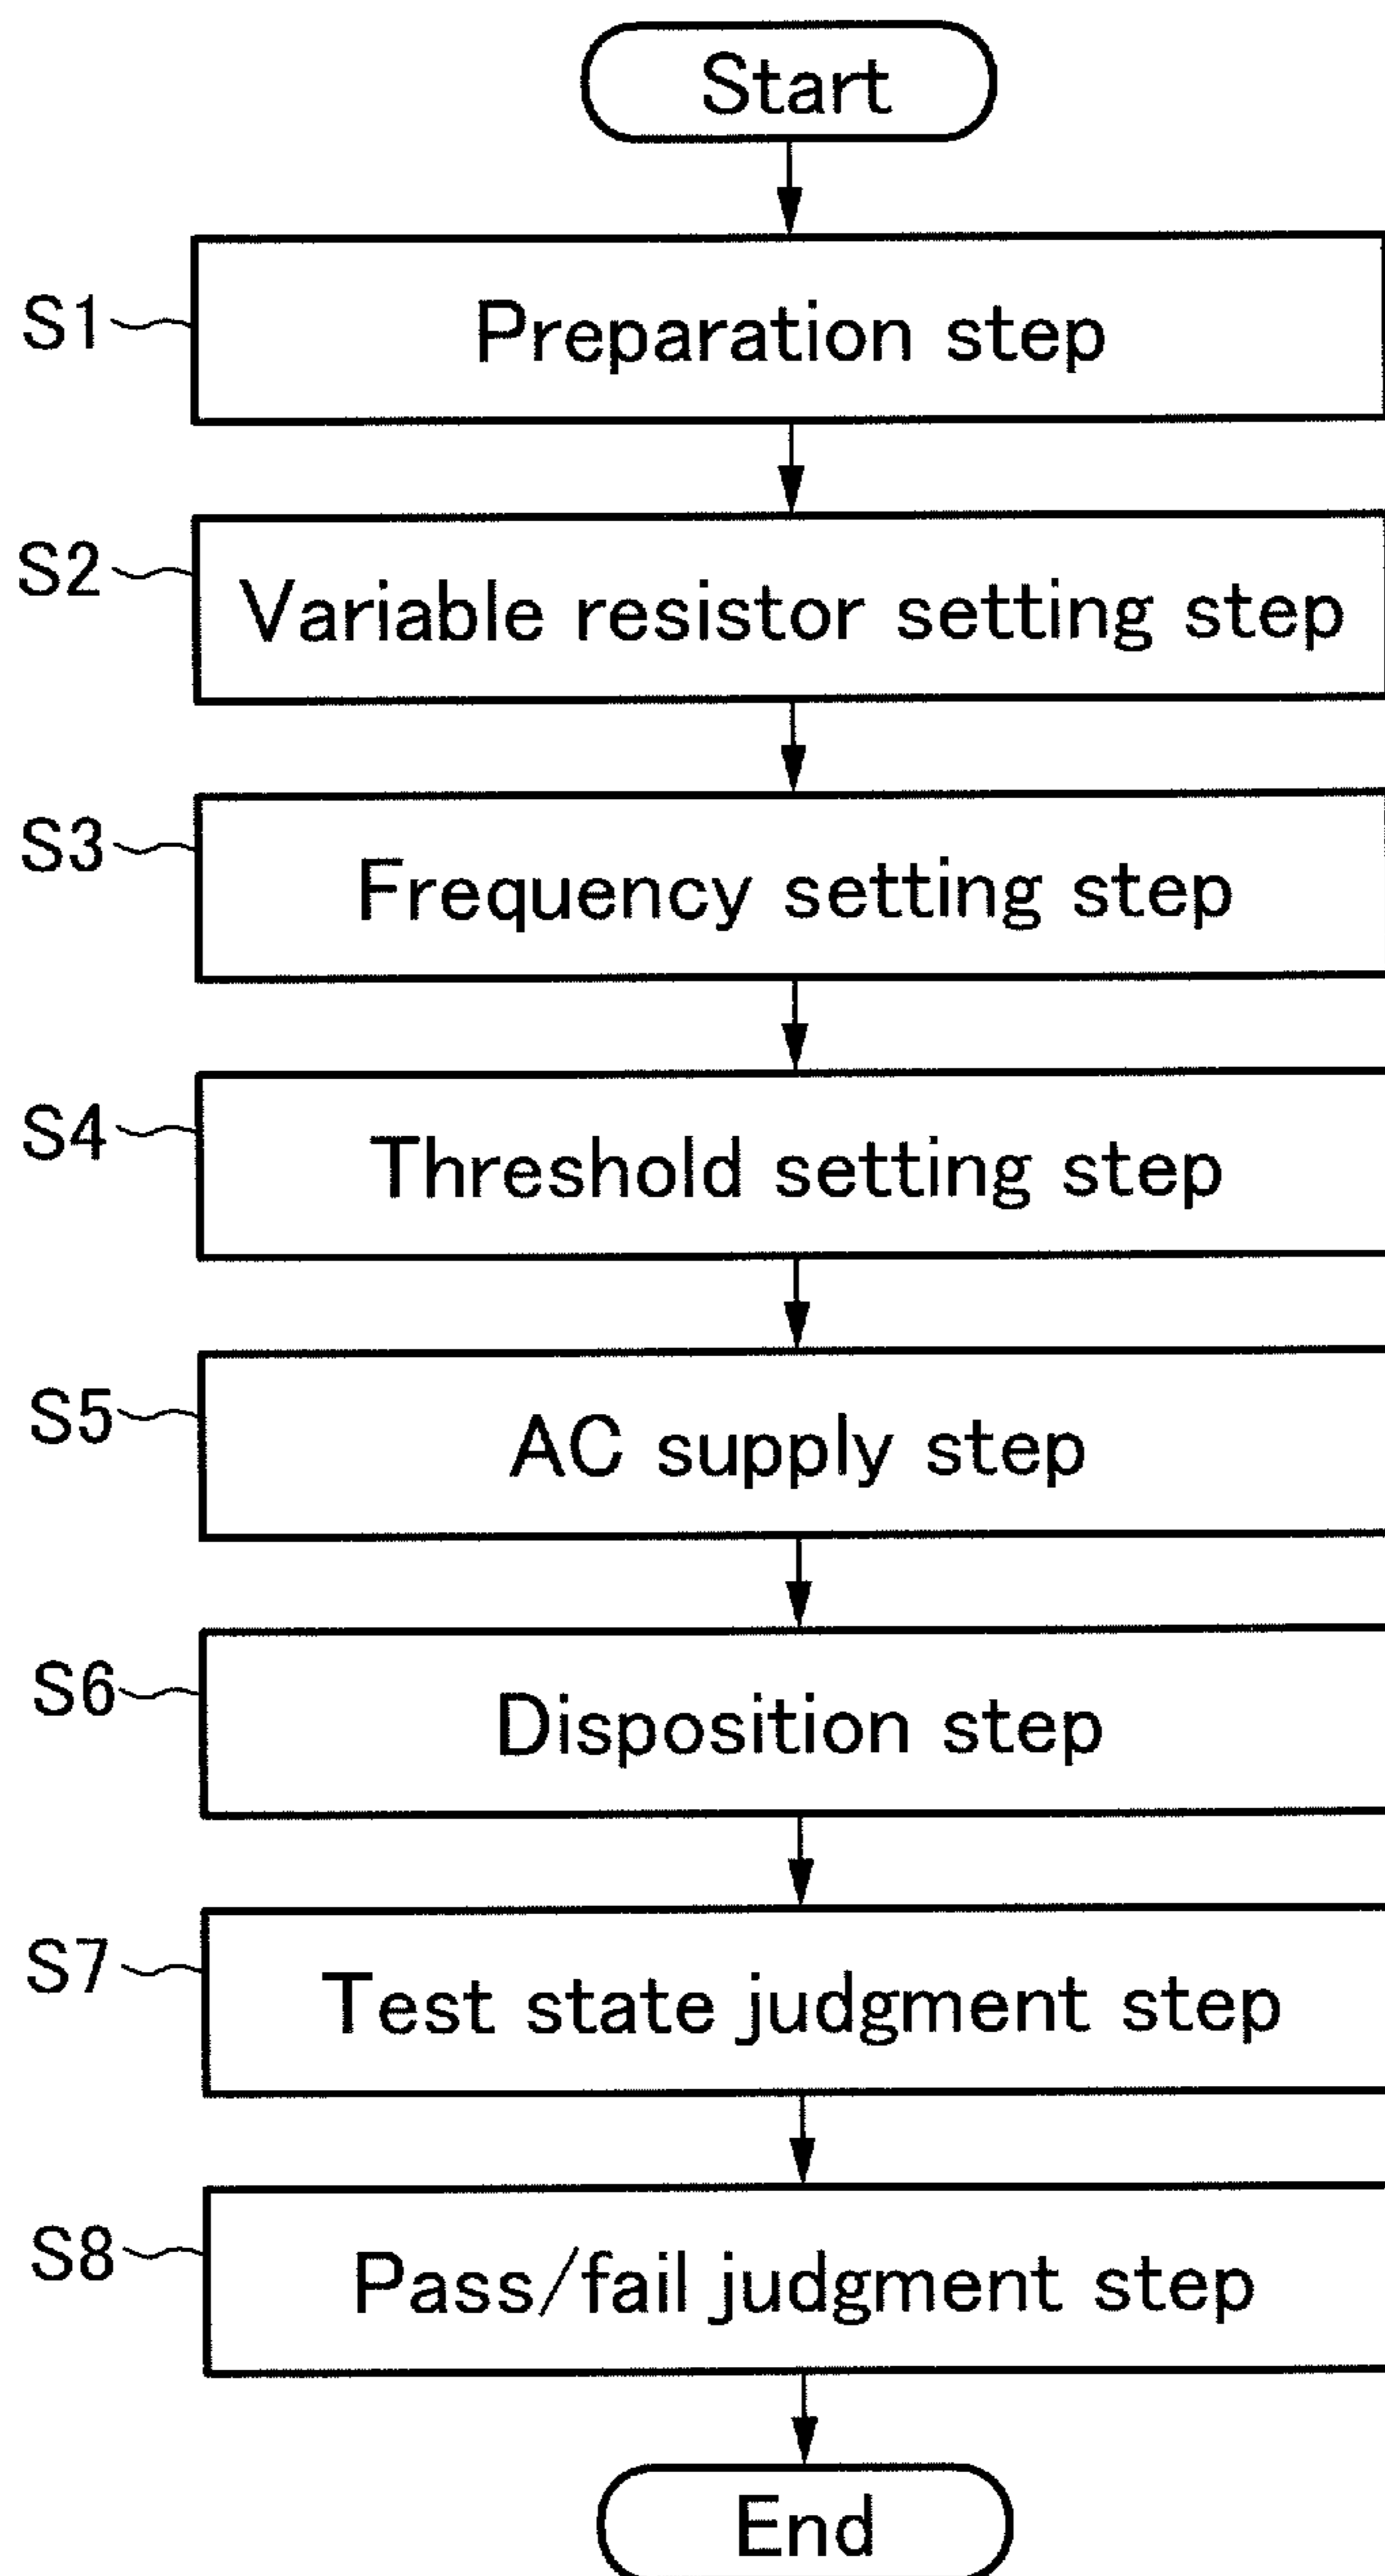 Start
S1 Preparation step
S2 Variable resistor setting step
S3 Frequency setting step
S4 Threshold setting step
S5 AC supply step
S6 Disposition step
S7 Test state judgment step
S8 Pass/fail judgment step
End